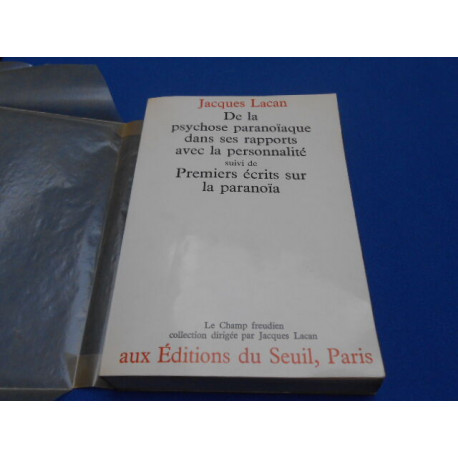 Jacques Lacan
De la
psychose paranoïaque
dans ses rapports
avec la personnalité
suivi de
Premiers écrits sur
la paranoïa
Le Champ freudien
collection dirigée par Jacques Lacan
aux Éditions du Seuil, Paris